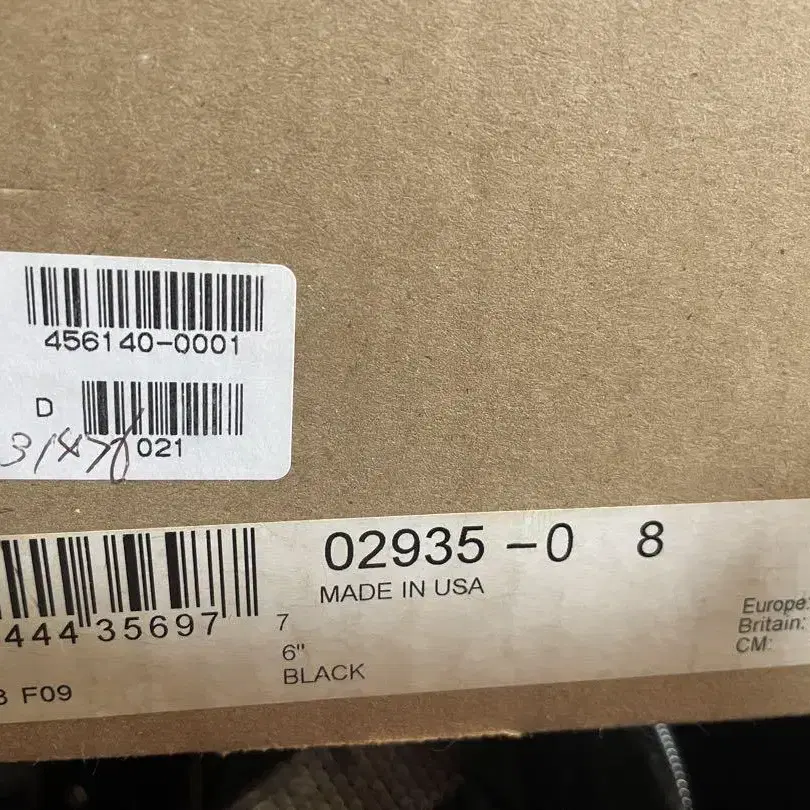 456140-0001
D
021
02935-0 8
MADE IN USA
444 35697 7
6"
BLACK
F09
Europe:
Britain:
CM: